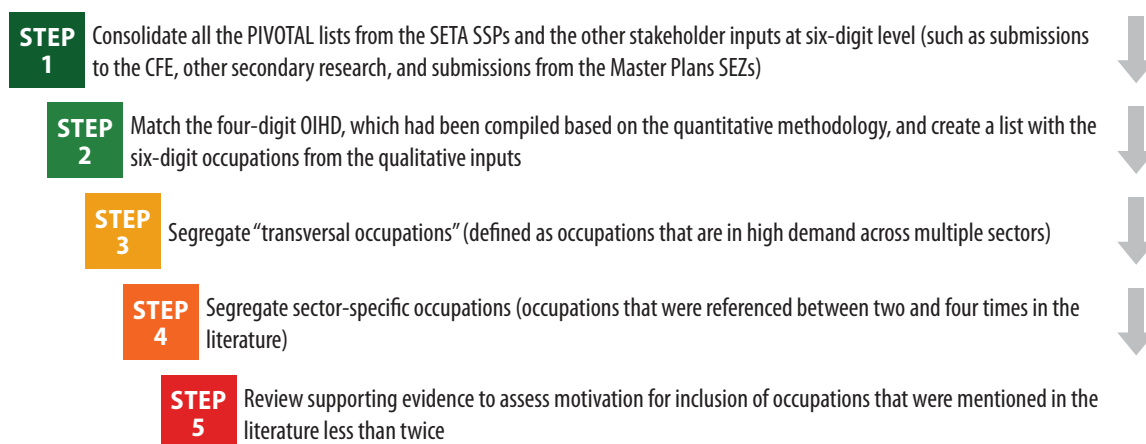 STEP
1
Consolidate all the PIVOTAL lists from the SETA SSPs and the other stakeholder inputs at six-digit level (such as submissions
to the CFE, other secondary research, and submissions from the Master Plans SEZs)
STEP
2
Match the four-digit OIHD, which had been compiled based on the quantitative methodology, and create a list with the
six-digit occupations from the qualitative inputs
STEP
3
Segregate “transversal occupations” (defined as occupations that are in high demand across multiple sectors)
STEP
4
Segregate sector-specific occupations (occupations that were referenced between two and four times in the
literature)
STEP
5
Review supporting evidence to assess motivation for inclusion of occupations that were mentioned in the
literature less than twice